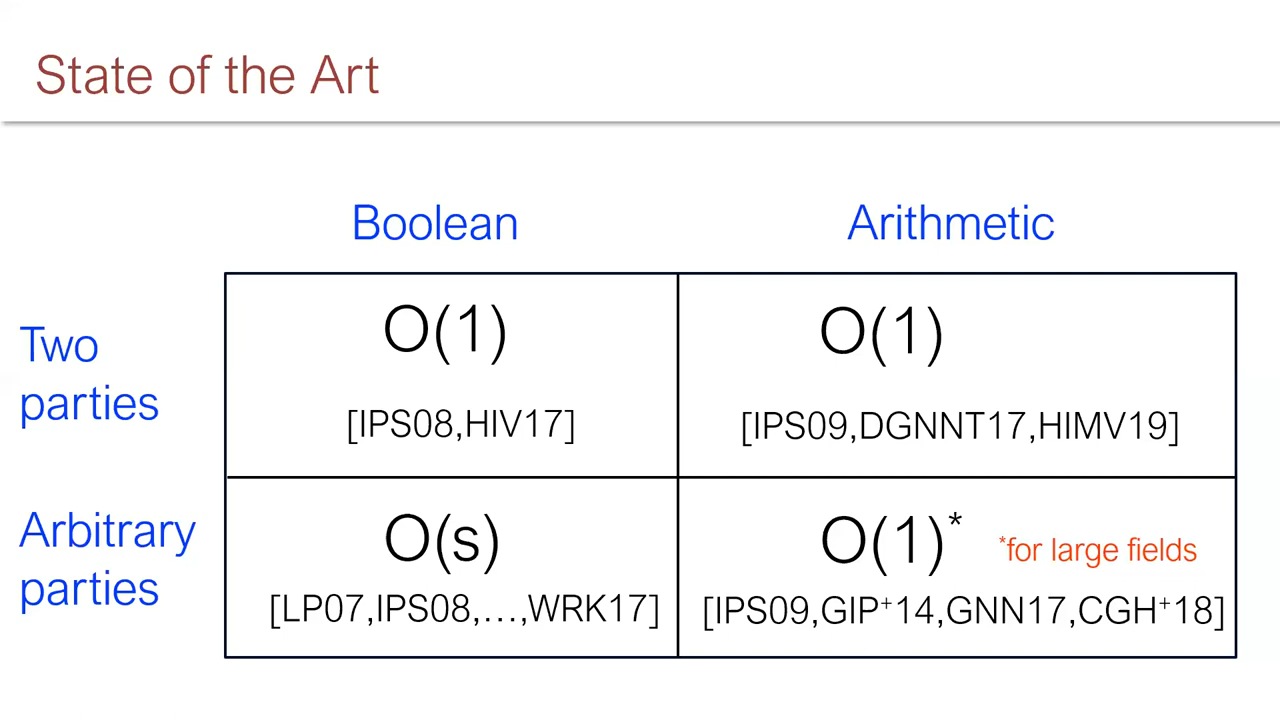 State of the Art
Boolean Arithmetic
Two parties
O(1)
[IPS08,HIV17]
O(1)
[IPS09,DGNNT17,HIMV19]
Arbitrary parties
O(s)
[LP07,IPS08,...,WRK17]
O(1)* *for large fields
[IPS09,GIP+14,GNN17,CGH+18]